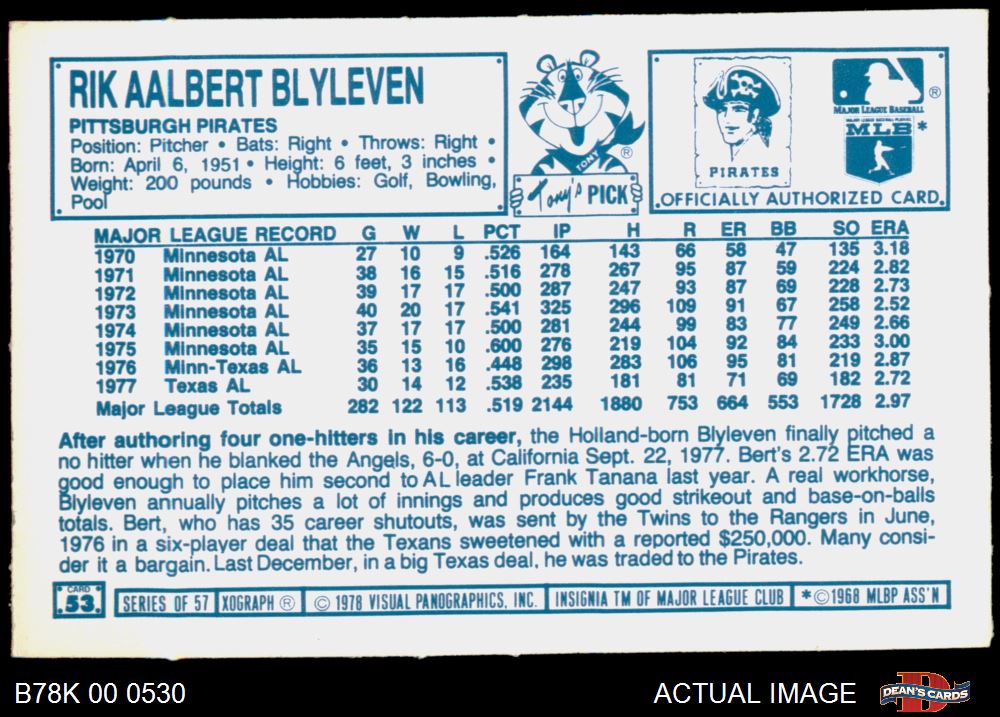 RIK AALBERT BLYLEVEN
PITTSBURGH PIRATES
Position: Pitcher • Bats: Right • Throws: Right •
Born: April 6, 1951 • Height: 6 feet, 3 inches •
Weight: 200 pounds • Hobbies: Golf, Bowling,
Pool
TONY ®
Tony's PICK
PIRATES
MAJOR LEAGUE BASEBALL ®
MLB *
OFFICIALLY AUTHORIZED CARD
MAJOR LEAGUE RECORD G W L PCT IP H R ER BB SO ERA
1970 Minnesota AL 27 10 9 .526 164 143 66 58 47 135 3.18
1971 Minnesota AL 38 16 15 .516 278 267 95 87 59 224 2.82
1972 Minnesota AL 39 17 17 .500 287 247 93 87 69 228 2.73
1973 Minnesota AL 40 20 17 .541 325 296 109 91 67 258 2.52
1974 Minnesota AL 37 17 17 .500 281 244 99 83 77 249 2.66
1975 Minnesota AL 35 15 10 .600 276 219 104 92 84 233 3.00
1976 Minn-Texas AL 36 13 16 .448 298 283 106 95 81 219 2.87
1977 Texas AL 30 14 12 .538 235 181 81 71 69 182 2.72
Major League Totals 282 122 113 .519 2144 1880 753 664 553 1728 2.97
After authoring four one-hitters in his career, the Holland-born Blyleven finally pitched a
no hitter when he blanked the Angels, 6-0, at California Sept. 22, 1977. Bert's 2.72 ERA was
good enough to place him second to AL leader Frank Tanana last year. A real workhorse,
Blyleven annually pitches a lot of innings and produces good strikeout and base-on-balls
totals. Bert, who has 35 career shutouts, was sent by the Twins to the Rangers in June,
1976 in a six-player deal that the Texans sweetened with a reported $250,000. Many consi-
der it a bargain. Last December, in a big Texas deal, he was traded to the Pirates.
CARD
53
SERIES OF 57 XOGRAPH ® © 1978 VISUAL PANOGRAPHICS, INC. INSIGNIA TM OF MAJOR LEAGUE CLUB * © 1968 MLBP ASS'N
B78K 00 0530
ACTUAL IMAGE
DEAN'S CARDS